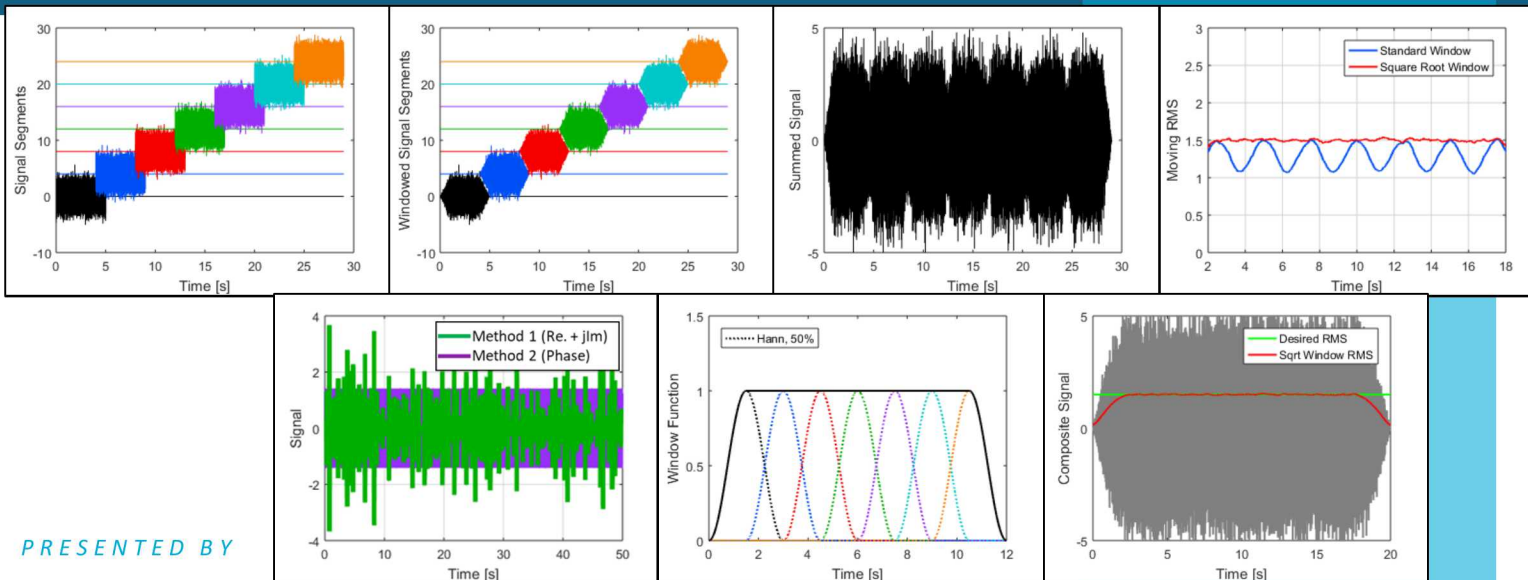 30
20
10
0
-10
Signal Segments
0 5 10 15 20 25 30
Time [s]
30
20
10
0
-10
Windowed Signal Segments
0 5 10 15 20 25 30
Time [s]
5
0
-5
Summed Signal
0 5 10 15 20 25 30
Time [s]
3
2.5
2
1.5
1
0.5
0
Moving RMS
Standard Window
Square Root Window
2 4 6 8 10 12 14 16 18
Time [s]
4
2
0
-2
-4
Signal
Method 1 (Re. + jIm)
Method 2 (Phase)
0 10 20 30 40 50
Time [s]
1.5
1
0.5
0
Window Function
Hann, 50%
0 2 4 6 8 10 12
Time [s]
5
0
-5
Composite Signal
Desired RMS
Sqrt Window RMS
0 5 10 15 20
Time [s]
PRESENTED BY